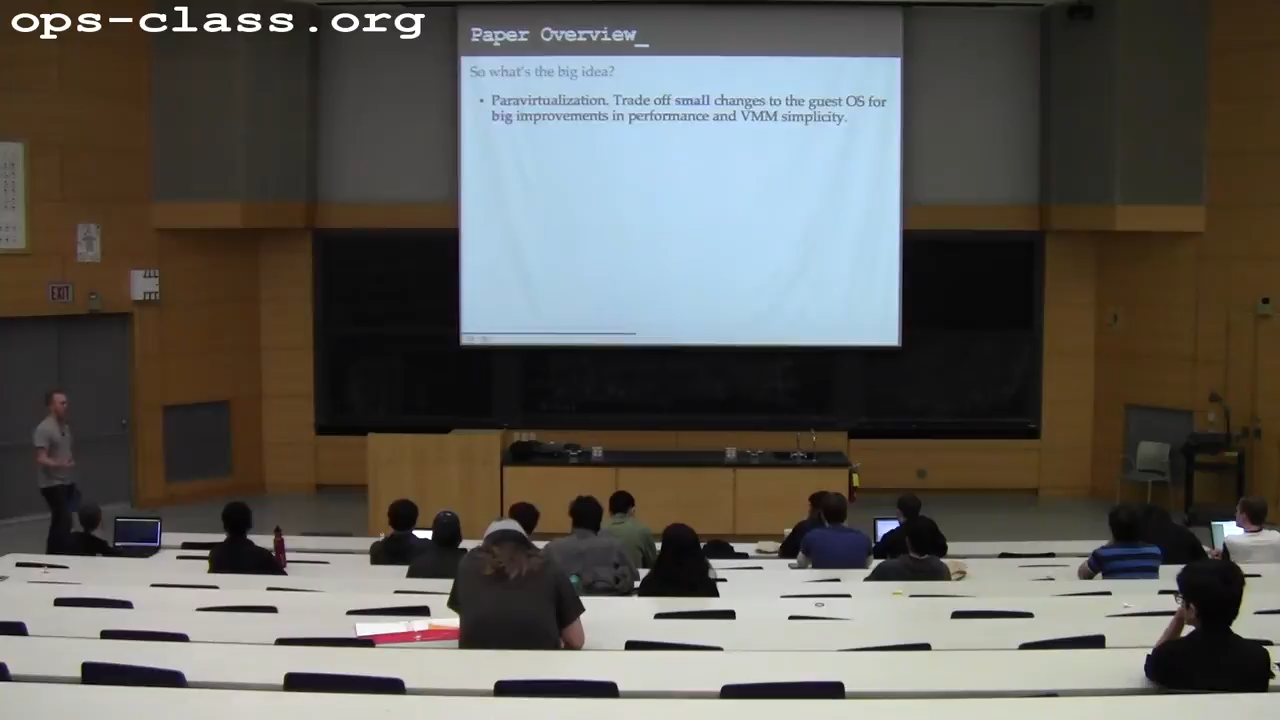 ops-class.org
Paper Overview_
So what's the big idea?
• Paravirtualization. Trade off small changes to the guest OS for
big improvements in performance and VMM simplicity.
EXIT